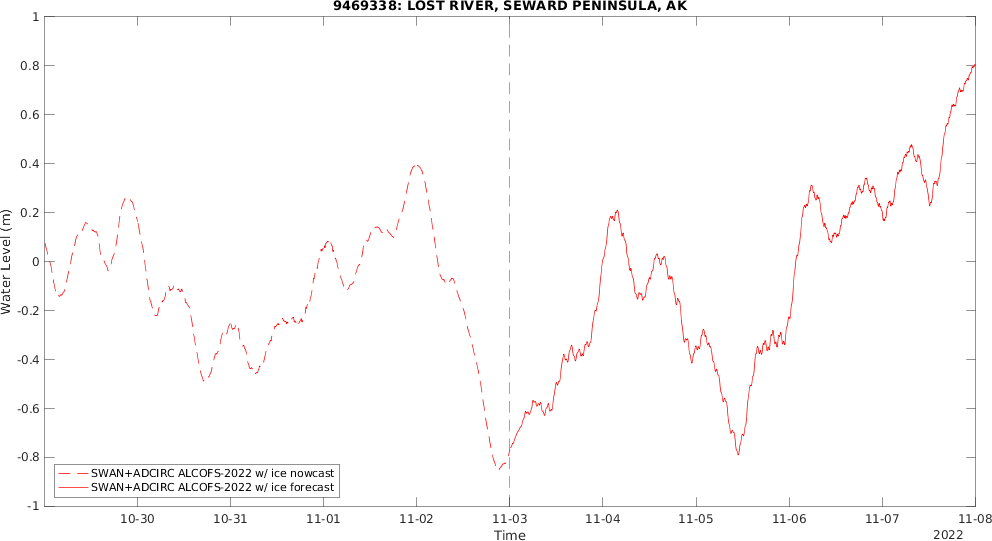 9469338: LOST RIVER, SEWARD PENINSULA, AK
1
0.8
0.6
0.4
0.2
0
-0.2
-0.4
-0.6
-0.8
-1
Water Level (m)
SWAN+ADCIRC ALCOFS-2022 w/ ice nowcast
SWAN+ADCIRC ALCOFS-2022 w/ ice forecast
10-30 10-31 11-01 11-02 11-03 11-04 11-05 11-06 11-07 11-08
Time
2022